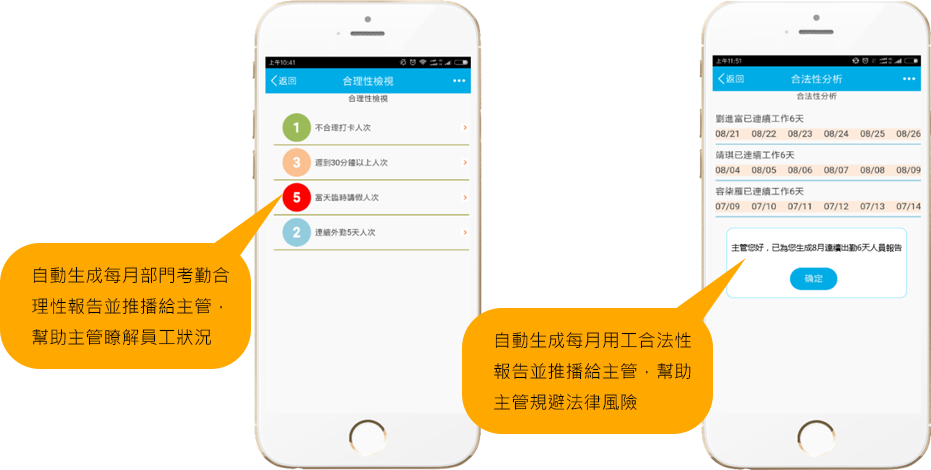 上午10:41
返回
合理性檢視
合理性檢視
1 不合理打卡人次
3 遲到30分鐘以上人次
5 當天臨時請假人次
2 連續外勤5天人次
自動生成每月部門考勤合
理性報告並推播給主管，
幫助主管瞭解員工狀況
上午11:51
返回
合法性分析
合法性分析
劉進富已連續工作6天
08/21 08/22 08/23 08/24 08/25 08/26
靖琪已連續工作6天
08/04 08/05 08/06 08/07 08/08 08/09
容柒雁已連續工作6天
07/09 07/10 07/11 07/12 07/13 07/14
主管您好，已為您生成8月連續出勤6天人員報告
确定
自動生成每月用工合法性
報告並推播給主管，幫助
主管規避法律風險